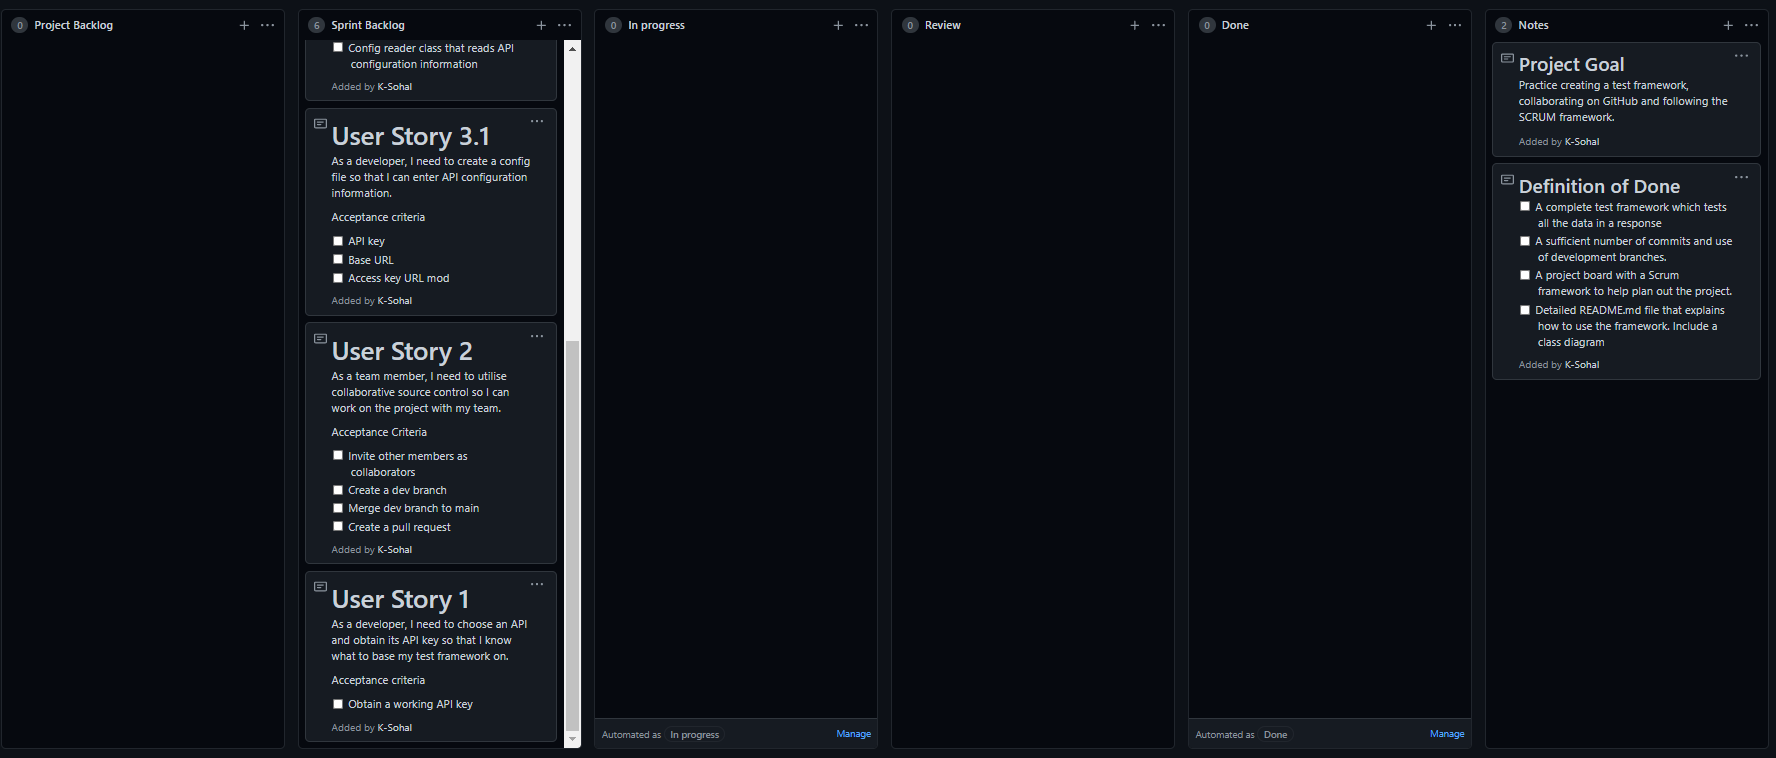 0 Project Backlog
6 Sprint Backlog
Config reader class that reads API
configuration information
Added by K-Sohal
User Story 3.1
As a developer, I need to create a config
file so that I can enter API configuration
information.
Acceptance criteria
API key
Base URL
Access key URL mod
Added by K-Sohal
User Story 2
As a team member, I need to utilise
collaborative source control so I can
work on the project with my team.
Acceptance Criteria
Invite other members as
collaborators
Create a dev branch
Merge dev branch to main
Create a pull request
Added by K-Sohal
User Story 1
As a developer, I need to choose an API
and obtain its API key so that I know
what to base my test framework on.
Acceptance criteria
Obtain a working API key
Added by K-Sohal
0 In progress
Automated as In progress Manage
0 Review
0 Done
Automated as Done Manage
2 Notes
Project Goal
Practice creating a test framework,
collaborating on GitHub and following the
SCRUM framework.
Added by K-Sohal
Definition of Done
A complete test framework which tests
all the data in a response
A sufficient number of commits and use
of development branches.
A project board with a Scrum
framework to help plan out the project.
Detailed README.md file that explains
how to use the framework. Include a
class diagram
Added by K-Sohal